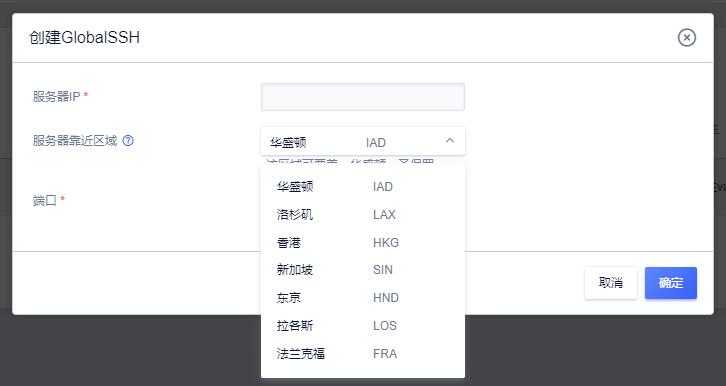 创建GlobalSSH
服务器IP *
服务器靠近区域
华盛顿 IAD
华盛顿 IAD
洛杉矶 LAX
香港 HKG
新加坡 SIN
东京 HND
拉各斯 LOS
法兰克福 FRA
端口 *
取消 确定